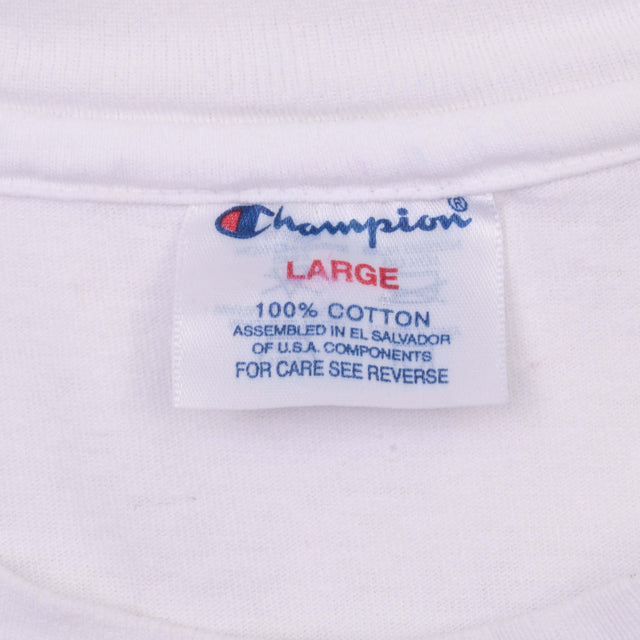 Champion®
LARGE
100% COTTON
ASSEMBLED IN EL SALVADOR
OF U.S.A. COMPONENTS
FOR CARE SEE REVERSE